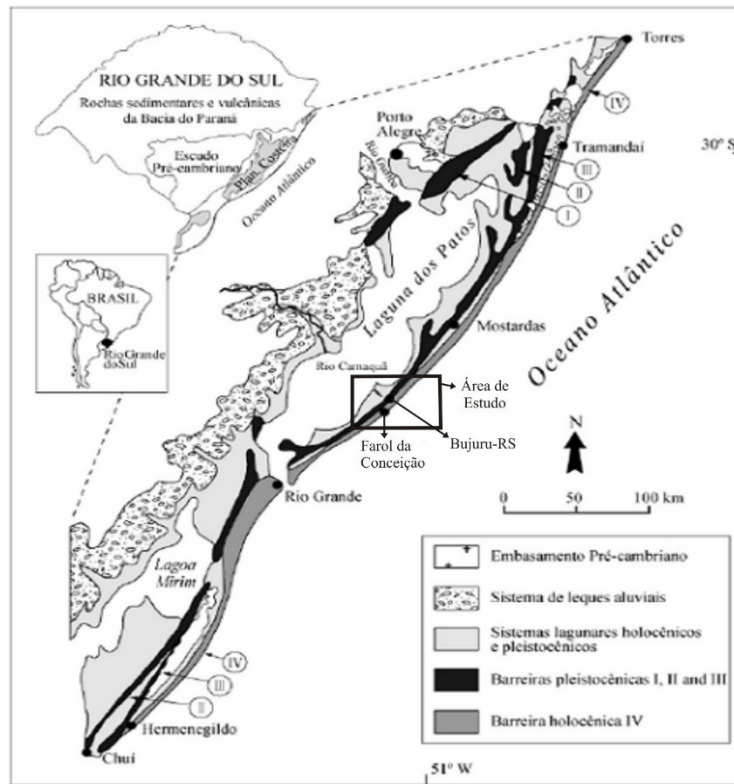 RIO GRANDE DO SUL
Rochas sedimentares e vulcânicas
da Bacia do Paraná
Escudo
Pré-cambriano
Plan. Costeira
Oceano Atlântico
BRASIL
Rio Grande
do Sul
Torres
IV
Porto
Alegre
Rio Guaíba
Tramandaí
30º S
III
II
I
Laguna dos Patos
Oceano Atlântico
Mostardas
Rio Camaquã
Área de
Estudo
Farol da
Conceição
Bujuru-RS
N
Rio Grande
0 50 100 km
Lagoa
Mirim
IV
III
II
Hermenegildo
Chuí
Embasamento Pré-cambriano
Sistema de leques aluviais
Sistemas lagunares holocênicos
e pleistocênicos
Barreiras pleistocênicas I, II and III
Barreira holocênica IV
51º W